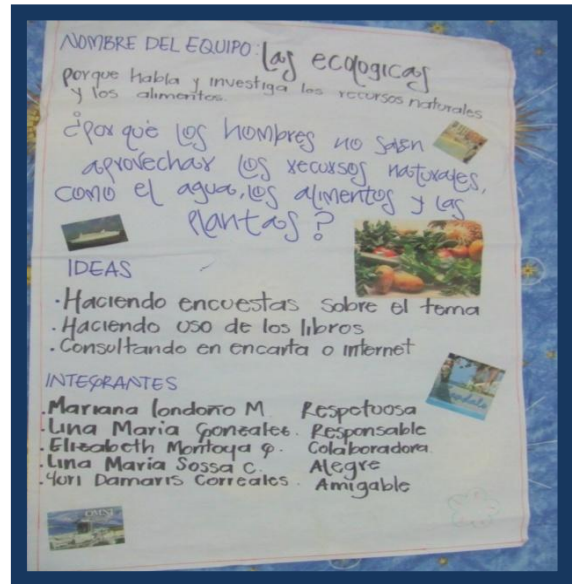 NOMBRE DEL EQUIPO: las ecologicas
porque habla y investiga los recursos naturales
y los alimentos.
¿por qué los hombres no saben
aprovechar los recursos naturales,
como el agua, los alimentos y las
plantas?
IDEAS
·Haciendo encuestas sobre el tema
·Haciendo uso de los libros
·Consultando en encarta o internet
INTEGRANTES
·Mariana londoño M. Respetuosa
·Lina Maria Gonzales. Responsable
·Elizabeth Montoya φ. Colaboradora.
·Lina Maria Sossa c. Alegre
·Yuri Damaris Correales. Amigable